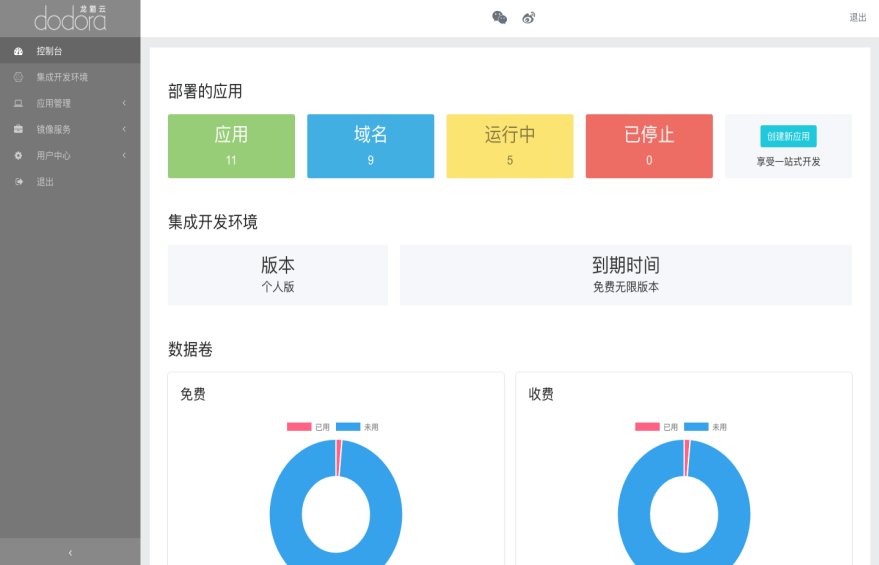 龙猫云
dodora
退出
控制台
集成开发环境
应用管理
镜像服务
用户中心
退出
部署的应用
应用
11
域名
9
运行中
5
已停止
0
创建新应用
享受一站式开发
集成开发环境
版本
个人版
到期时间
免费无限版本
数据卷
免费
已用 未用
收费
已用 未用